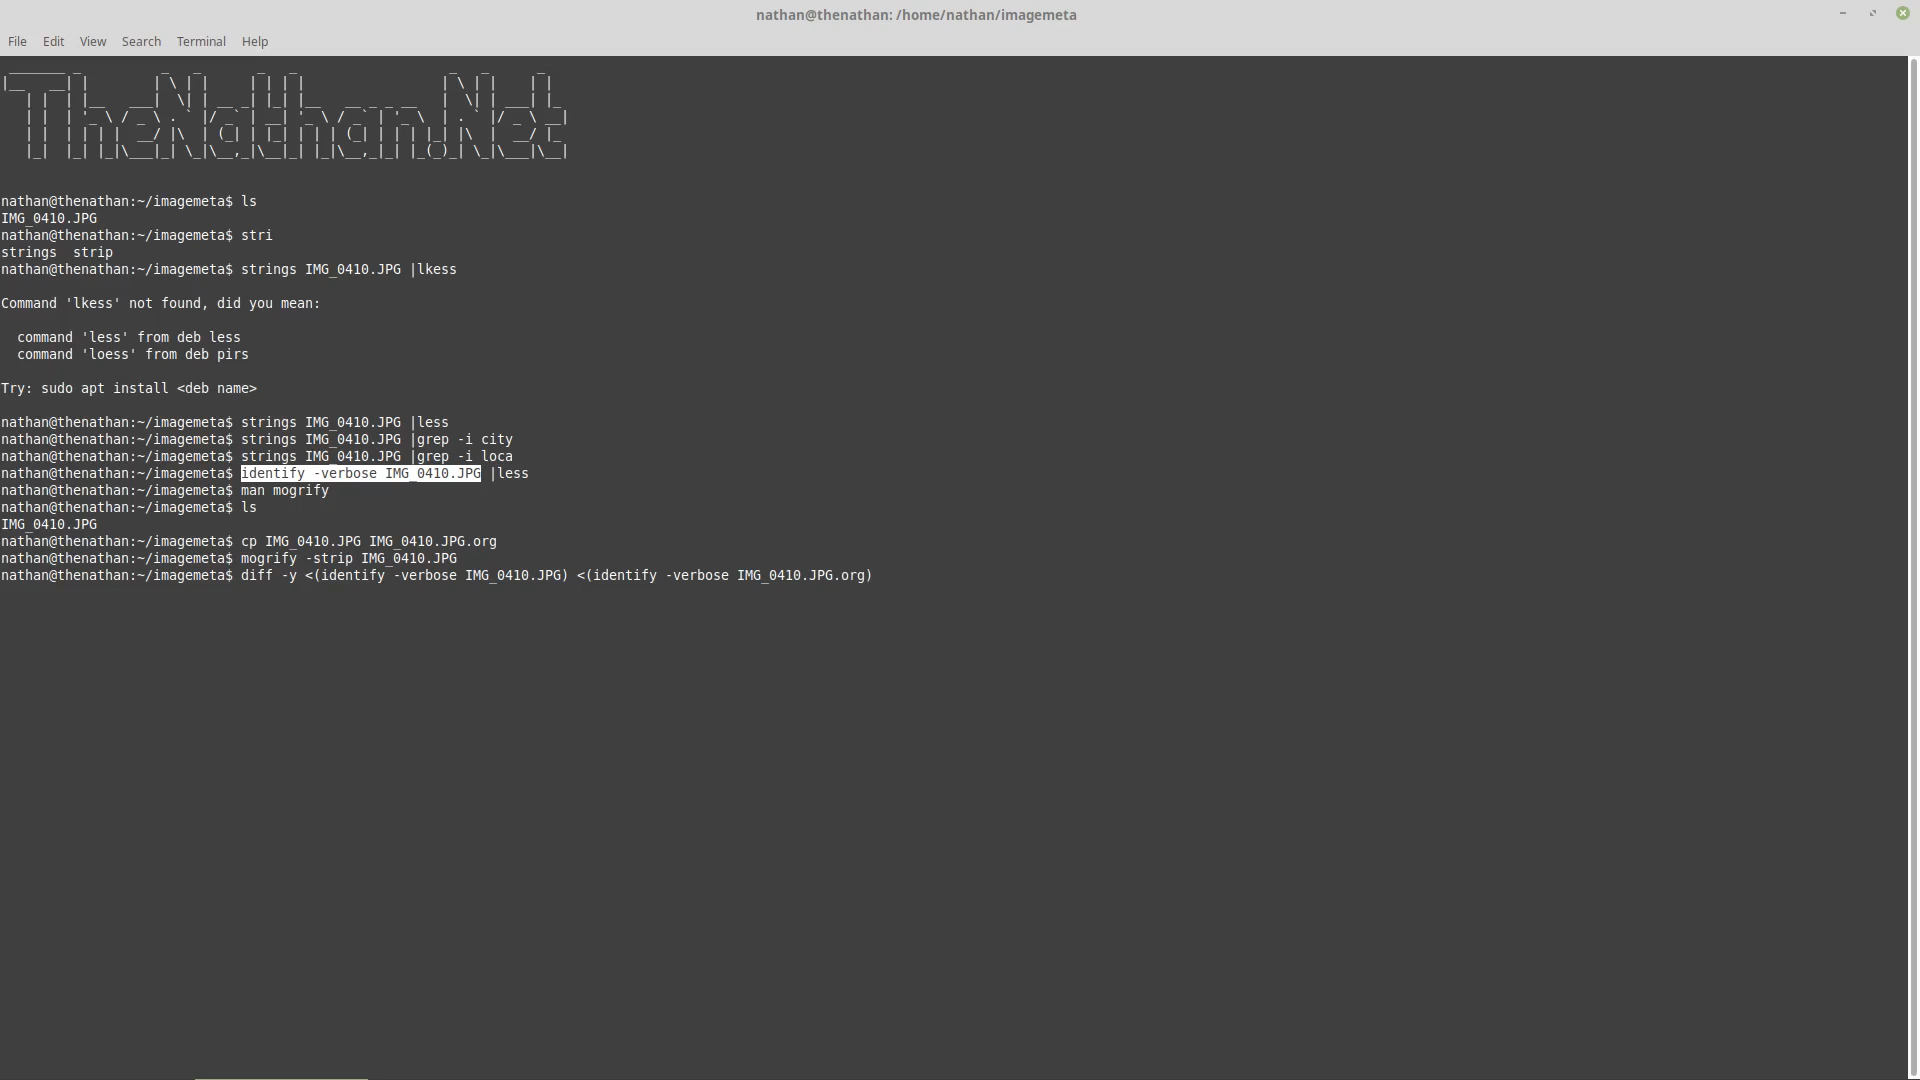 nathan@thenathan: /home/nathan/imagemeta
File Edit View Search Terminal Help
TheNathan.Net
nathan@thenathan:~/imagemeta$ ls
IMG_0410.JPG
nathan@thenathan:~/imagemeta$ stri
strings  strip
nathan@thenathan:~/imagemeta$ strings IMG_0410.JPG |lkess
Command 'lkess' not found, did you mean:
  command 'less' from deb less
  command 'loess' from deb pirs
Try: sudo apt install <deb name>
nathan@thenathan:~/imagemeta$ strings IMG_0410.JPG |less
nathan@thenathan:~/imagemeta$ strings IMG_0410.JPG |grep -i city
nathan@thenathan:~/imagemeta$ strings IMG_0410.JPG |grep -i loca
nathan@thenathan:~/imagemeta$ identify -verbose IMG_0410.JPG |less
nathan@thenathan:~/imagemeta$ man mogrify
nathan@thenathan:~/imagemeta$ ls
IMG_0410.JPG
nathan@thenathan:~/imagemeta$ cp IMG_0410.JPG IMG_0410.JPG.org
nathan@thenathan:~/imagemeta$ mogrify -strip IMG_0410.JPG
nathan@thenathan:~/imagemeta$ diff -y <(identify -verbose IMG_0410.JPG) <(identify -verbose IMG_0410.JPG.org)